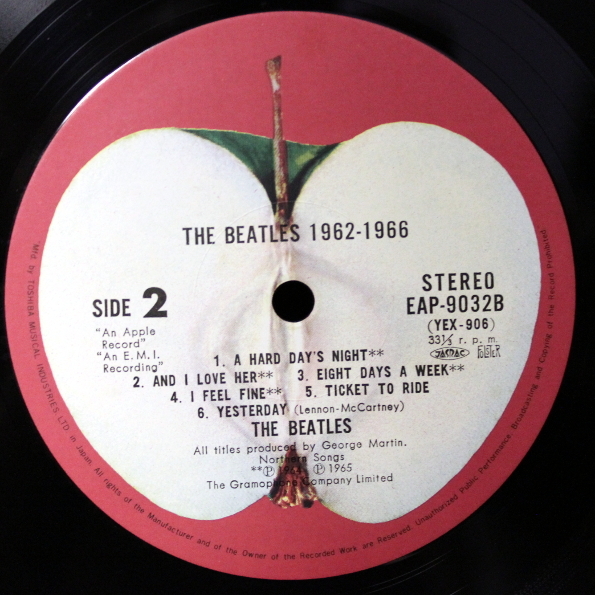 THE BEATLES 1962-1966
SIDE 2
STEREO
EAP-9032B
(YEX-906)
33⅓ r. p. m.
"An Apple
Record"
"An E.M.I.
Recording"
JASRAC
1. A HARD DAY'S NIGHT**
2. AND I LOVE HER** 3. EIGHT DAYS A WEEK**
4. I FEEL FINE** 5. TICKET TO RIDE
6. YESTERDAY (Lennon-McCartney)
THE BEATLES
All titles produced by George Martin.
Northern Songs
**Ⓟ 1964 Ⓟ 1965
The Gramophone Company Limited
Mfd. by TOSHIBA MUSICAL INDUSTRIES LTD. in Japan. All rights of the Manufacturer and of the Owner of the Recorded Work are Reserved. Unauthorized Public Performance, Broadcasting and Copying of the Record Prohibited.